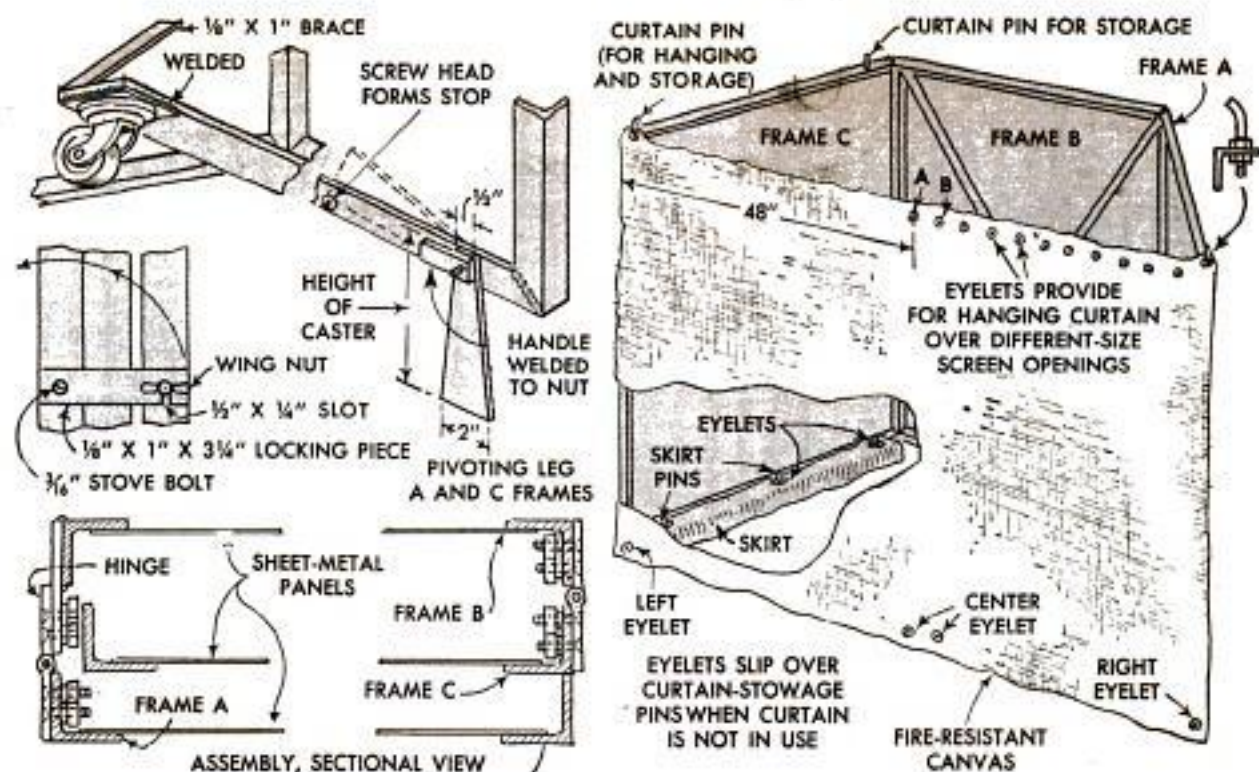 ⅛" X 1" BRACE
WELDED
SCREW HEAD
FORMS STOP
½"
HEIGHT
OF
CASTER
HANDLE
WELDED
TO NUT
2"
PIVOTING LEG
A AND C FRAMES
WING NUT
½" X ¼" SLOT
⅛" X 1" X 3¼" LOCKING PIECE
3/16" STOVE BOLT
HINGE
SHEET-METAL
PANELS
FRAME B
FRAME C
FRAME A
ASSEMBLY, SECTIONAL VIEW
CURTAIN PIN
(FOR HANGING
AND STORAGE)
CURTAIN PIN FOR STORAGE
FRAME A
FRAME C
FRAME B
A
B
48"
EYELETS PROVIDE
FOR HANGING CURTAIN
OVER DIFFERENT-SIZE
SCREEN OPENINGS
EYELETS
SKIRT
PINS
SKIRT
LEFT
EYELET
CENTER
EYELET
RIGHT
EYELET
EYELETS SLIP OVER
CURTAIN-STOWAGE
PINS WHEN CURTAIN
IS NOT IN USE
FIRE-RESISTANT
CANVAS